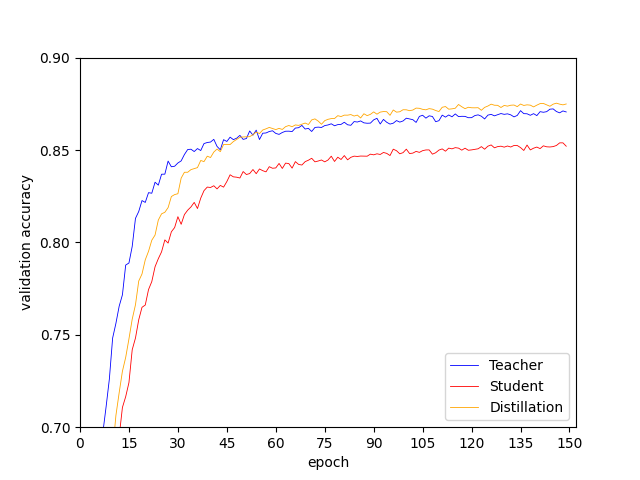 0.90
0.85
0.80
0.75
0.70
validation accuracy
0 15 30 45 60 75 90 105 120 135 150
epoch
Teacher
Student
Distillation